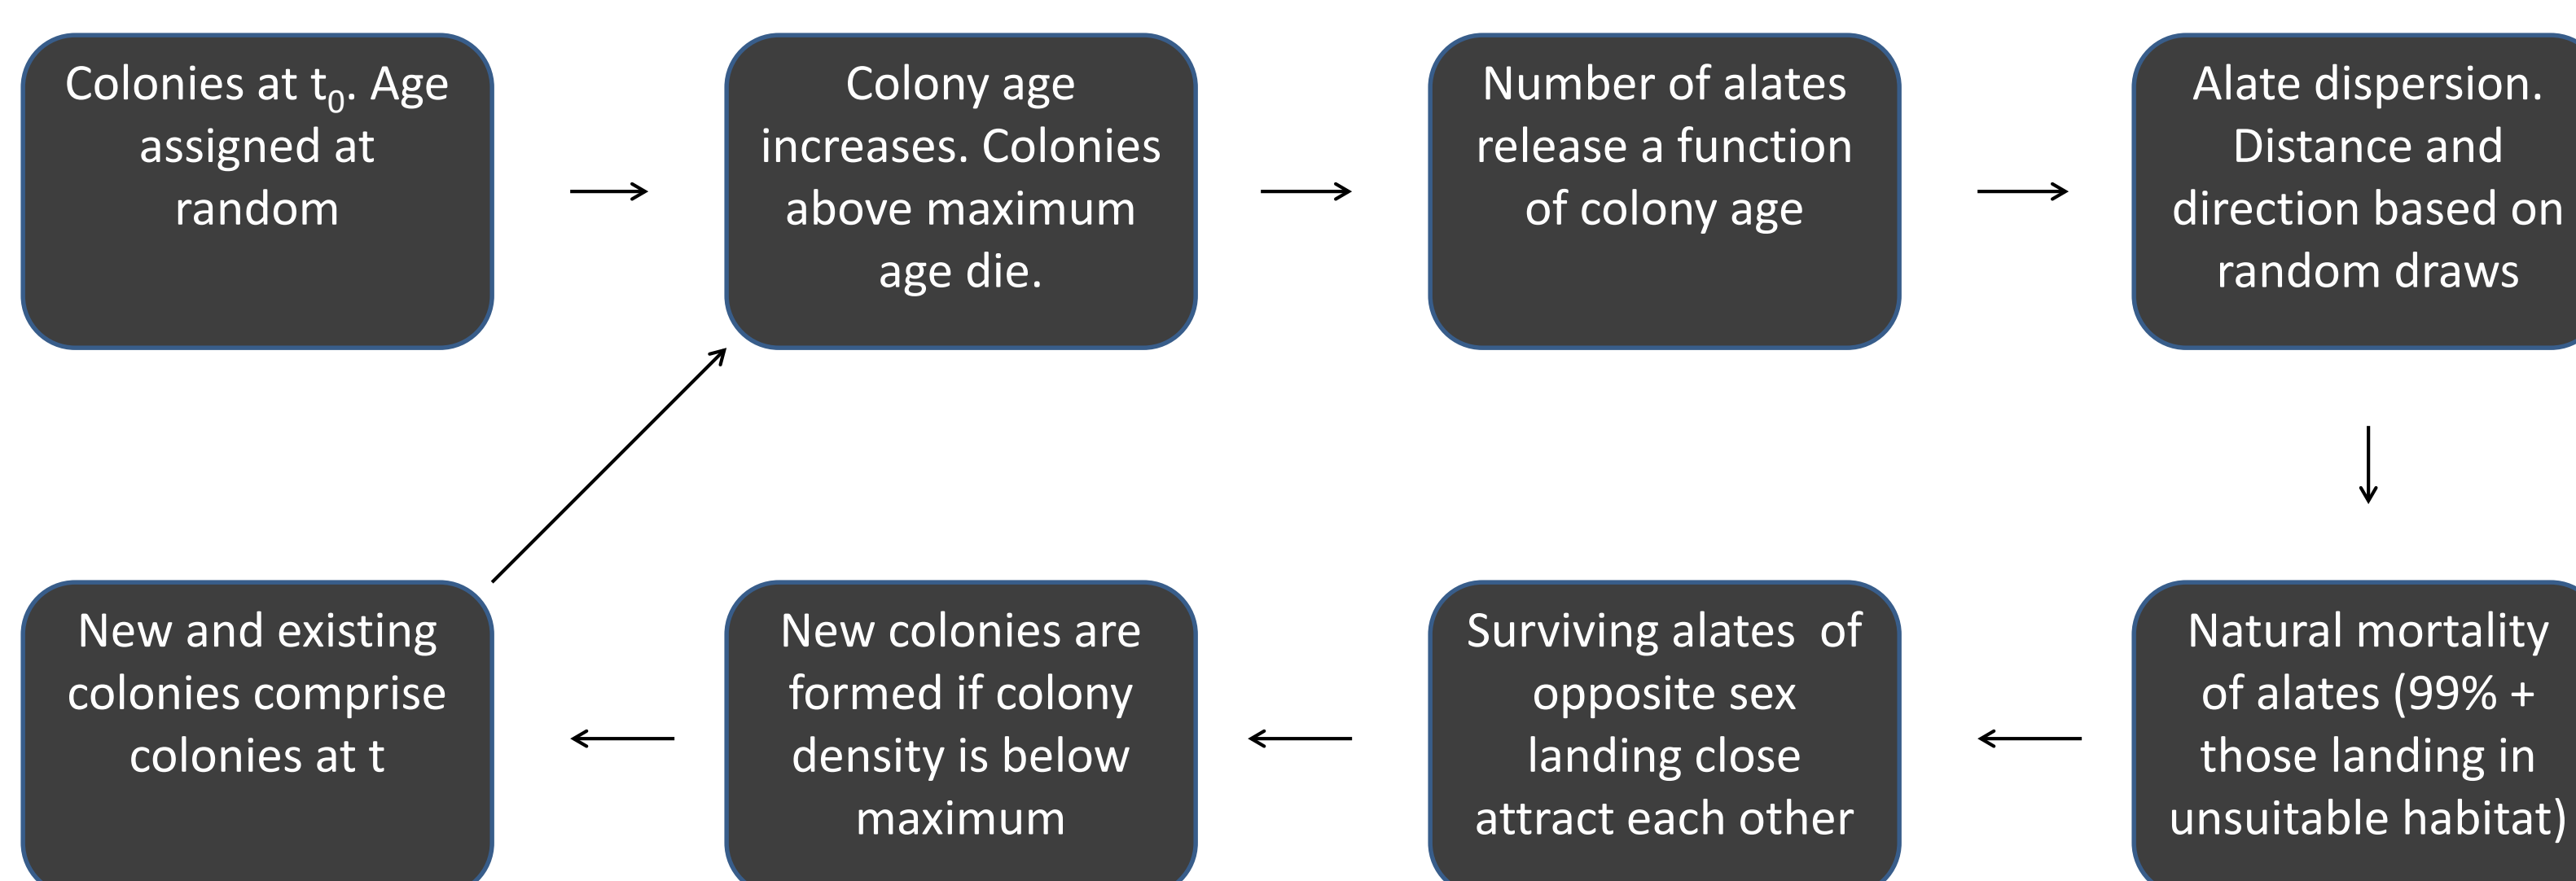 Colonies at t₀. Age
assigned at
random
Colony age
increases. Colonies
above maximum
age die.
Number of alates
release a function
of colony age
Alate dispersion.
Distance and
direction based on
random draws
Natural mortality
of alates (99% +
those landing in
unsuitable habitat)
Surviving alates  of
opposite sex
landing close
attract each other
New colonies are
formed if colony
density is below
maximum
New and existing
colonies comprise
colonies at t